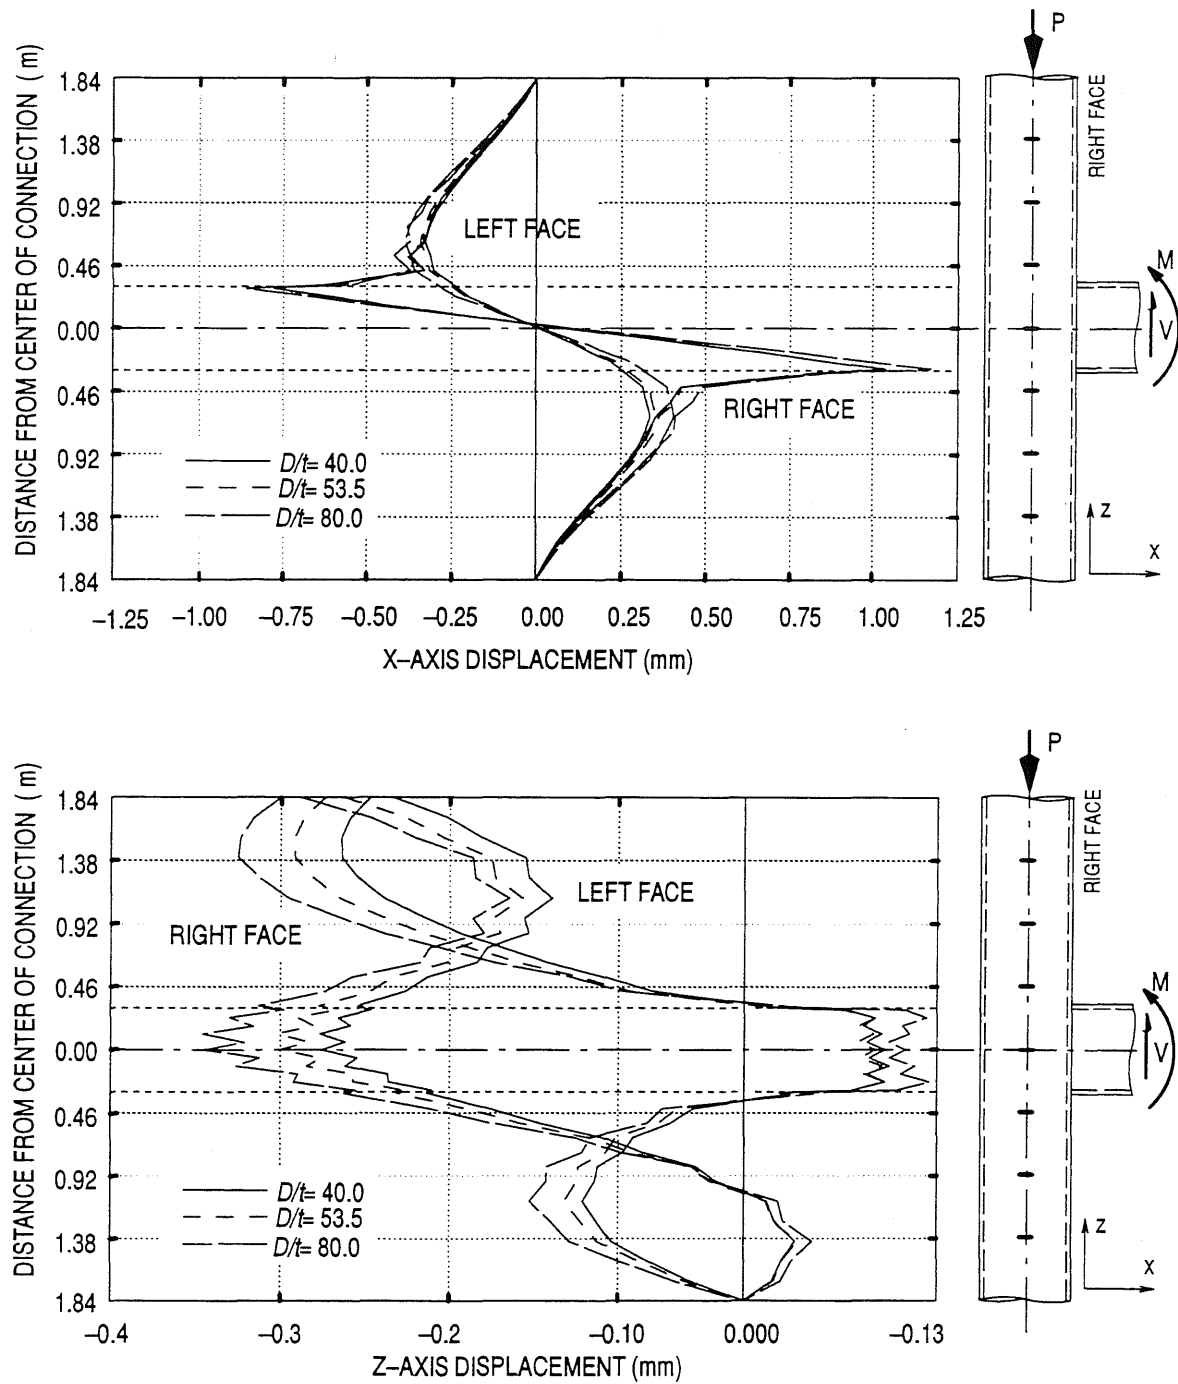 P
DISTANCE FROM CENTER OF CONNECTION (m)
1.84
1.38
0.92
0.46
0.00
0.46
0.92
1.38
1.84
LEFT FACE
RIGHT FACE
D/t= 40.0
D/t= 53.5
D/t= 80.0
–1.25 –1.00 –0.75 –0.25 0.00 0.25 0.50 0.75 1.00 1.25
X–AXIS DISPLACEMENT (mm)
RIGHT FACE
M
V
z
x
P
DISTANCE FROM CENTER OF CONNECTION (m)
1.84
1.38
0.92
0.46
0.00
0.46
0.92
1.38
1.84
LEFT FACE
RIGHT FACE
D/t= 40.0
D/t= 53.5
D/t= 80.0
–0.4 –0.3 –0.2 –0.10 0.000 –0.13
Z–AXIS DISPLACEMENT (mm)
RIGHT FACE
M
V
z
x